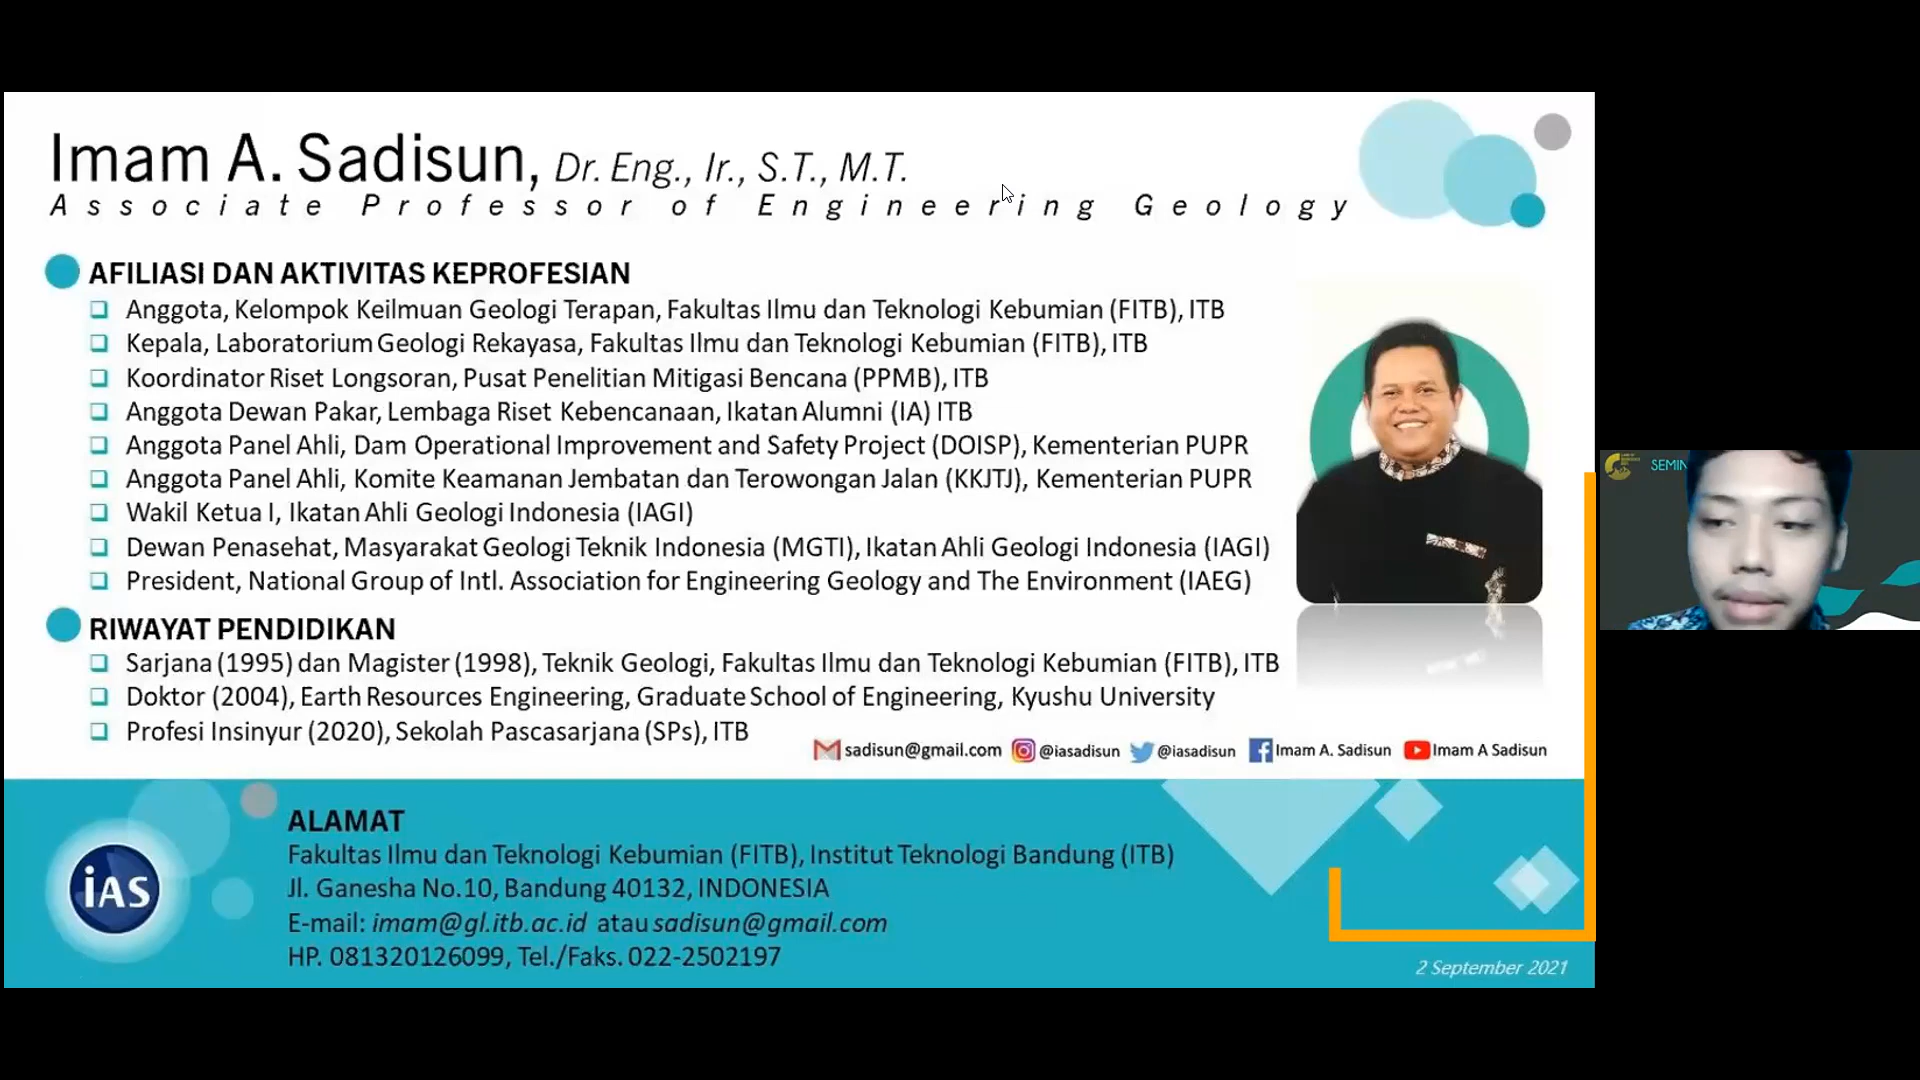 Imam A. Sadisun, Dr. Eng., Ir., S.T., M.T.
Associate Professor of Engineering Geology
AFILIASI DAN AKTIVITAS KEPROFESIAN
Anggota, Kelompok Keilmuan Geologi Terapan, Fakultas Ilmu dan Teknologi Kebumian (FITB), ITB
Kepala, Laboratorium Geologi Rekayasa, Fakultas Ilmu dan Teknologi Kebumian (FITB), ITB
Koordinator Riset Longsoran, Pusat Penelitian Mitigasi Bencana (PPMB), ITB
Anggota Dewan Pakar, Lembaga Riset Kebencanaan, Ikatan Alumni (IA) ITB
Anggota Panel Ahli, Dam Operational Improvement and Safety Project (DOISP), Kementerian PUPR
Anggota Panel Ahli, Komite Keamanan Jembatan dan Terowongan Jalan (KKJTJ), Kementerian PUPR
Wakil Ketua I, Ikatan Ahli Geologi Indonesia (IAGI)
Dewan Penasehat, Masyarakat Geologi Teknik Indonesia (MGTI), Ikatan Ahli Geologi Indonesia (IAGI)
President, National Group of Intl. Association for Engineering Geology and The Environment (IAEG)
RIWAYAT PENDIDIKAN
Sarjana (1995) dan Magister (1998), Teknik Geologi, Fakultas Ilmu dan Teknologi Kebumian (FITB), ITB
Doktor (2004), Earth Resources Engineering, Graduate School of Engineering, Kyushu University
Profesi Insinyur (2020), Sekolah Pascasarjana (SPs), ITB
sadisun@gmail.com @iasadisun @iasadisun Imam A. Sadisun Imam A Sadisun
iAS
ALAMAT
Fakultas Ilmu dan Teknologi Kebumian (FITB), Institut Teknologi Bandung (ITB)
Jl. Ganesha No.10, Bandung 40132, INDONESIA
E-mail: imam@gl.itb.ac.id atau sadisun@gmail.com
HP. 081320126099, Tel./Faks. 022-2502197
2 September 2021
SEMIN